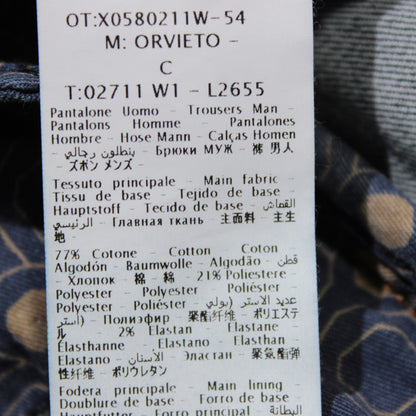 OT:X0580211W-54
M: ORVIETO -
C
T:02711 W1 - L2655
Pantalone Uomo - Trousers Man -
Pantalons Homme - Pantalones
Hombre - Hose Mann - Calças Homen
- بنطلون رجالي - Брюки МУЖ - 裤 男人 -
ズボン メンズ -
Tessuto principale - Main fabric -
Tissu de base - Tejido de base -
Hauptstoff - Tecido de base - القماش
الرئيسي - Главная ткань - 主面料 - 主生
地 -
77% Cotone - Cotton - Coton -
Algodón - Baumwolle - Algodão - قطن
- Хлопок - 棉 - 綿 - 21% Poliestere -
Polyester - Polyester - Poliéster -
Polyester - Poliéster - عديد الاستر (بولي
أستر) - Полиэфир - 聚酯纤维 - ポリエステ
ル - 2% Elastan - Elastane -
Élasthanne - Elastano - Elasthan -
Elastano - الاستان - Эластан - 聚氨酯弹
性纤维 - ポリウレタン
Fodera principale - Main lining -
Doublure de base - Forro de base -
Hauptfutter - Forro principal -